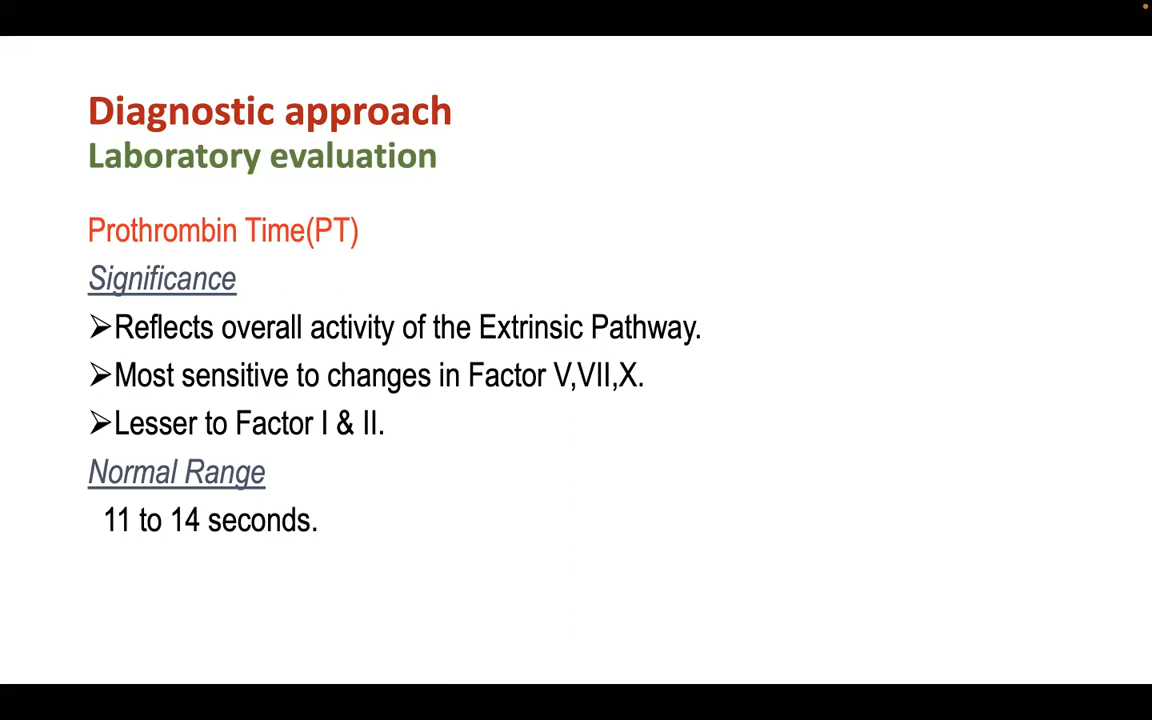 Diagnostic approach
Laboratory evaluation
Prothrombin Time(PT)
Significance
➢Reflects overall activity of the Extrinsic Pathway.
➢Most sensitive to changes in Factor V,VII,X.
➢Lesser to Factor I & II.
Normal Range
11 to 14 seconds.